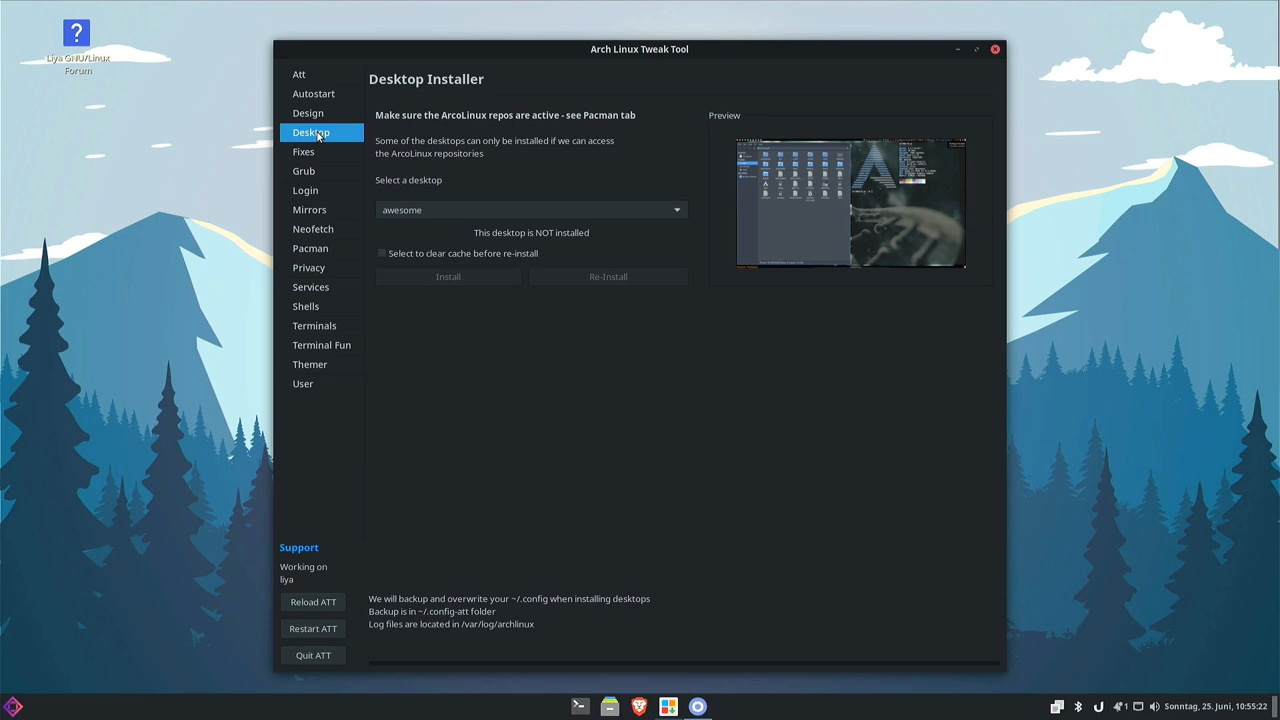 ?
Liya GNU/Linux
Forum
Arch Linux Tweak Tool
Att
Autostart
Design
Desktop
Fixes
Grub
Login
Mirrors
Neofetch
Pacman
Privacy
Services
Shells
Terminals
Terminal Fun
Themer
User
Support
Working on
liya
Reload ATT
Restart ATT
Quit ATT
Desktop Installer
Make sure the ArcoLinux repos are active - see Pacman tab
Some of the desktops can only be installed if we can access
the ArcoLinux repositories
Select a desktop
awesome
This desktop is NOT installed
Select to clear cache before re-install
Install
Re-Install
Preview
We will backup and overwrite your ~/.config when installing desktops
Backup is in ~/.config-att folder
Log files are located in /var/log/archlinux
1
Sonntag, 25. Juni, 10:55:22